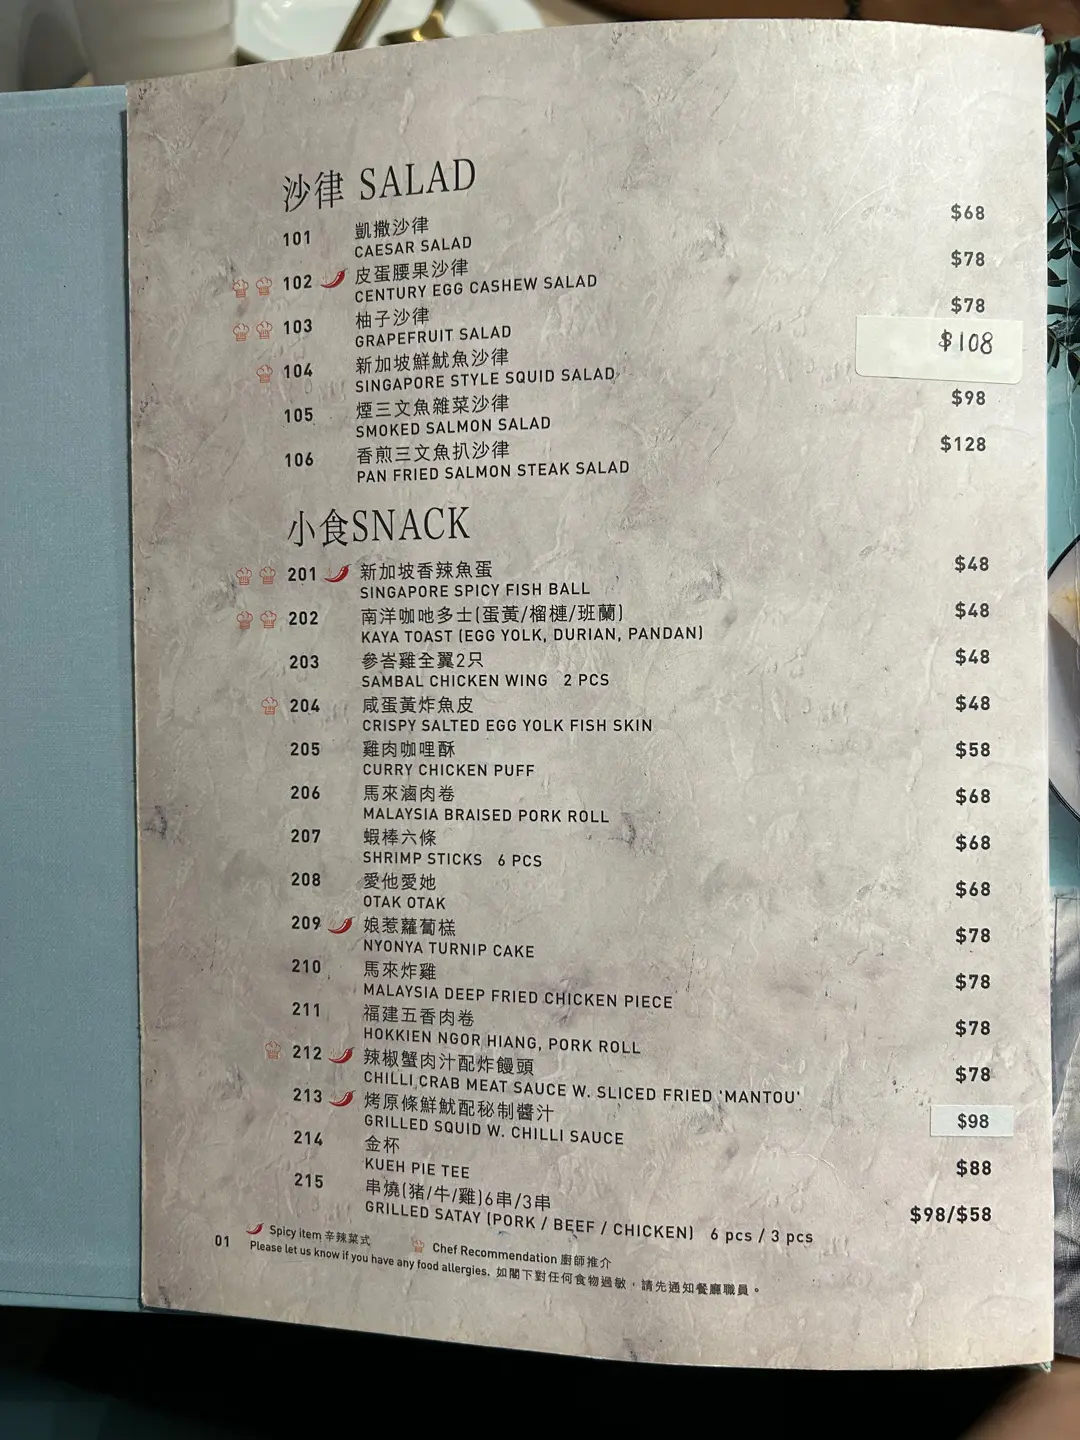 沙律 SALAD
101 凱撒沙律 $68
CAESAR SALAD
102 皮蛋腰果沙律 $78
CENTURY EGG CASHEW SALAD
103 柚子沙律 $78
GRAPEFRUIT SALAD
104 新加坡鮮魷魚沙律 $108
SINGAPORE STYLE SQUID SALAD
105 煙三文魚雜菜沙律 $98
SMOKED SALMON SALAD
106 香煎三文魚扒沙律 $128
PAN FRIED SALMON STEAK SALAD
小食SNACK
201 新加坡香辣魚蛋 $48
SINGAPORE SPICY FISH BALL
202 南洋咖吔多士(蛋黃/榴槤/班蘭) $48
KAYA TOAST (EGG YOLK, DURIAN, PANDAN)
203 參峇雞全翼2只 $48
SAMBAL CHICKEN WING 2 PCS
204 咸蛋黃炸魚皮 $48
CRISPY SALTED EGG YOLK FISH SKIN
205 雞肉咖哩酥 $58
CURRY CHICKEN PUFF
206 馬來滷肉卷 $68
MALAYSIA BRAISED PORK ROLL
207 蝦棒六條 $68
SHRIMP STICKS 6 PCS
208 愛他愛她 $68
OTAK OTAK
209 娘惹蘿蔔糕 $78
NYONYA TURNIP CAKE
210 馬來炸雞 $78
MALAYSIA DEEP FRIED CHICKEN PIECE
211 福建五香肉卷 $78
HOKKIEN NGOR HIANG, PORK ROLL
212 辣椒蟹肉汁配炸饅頭 $78
CHILLI CRAB MEAT SAUCE W. SLICED FRIED 'MANTOU'
213 烤原條鮮魷配秘制醬汁 $98
GRILLED SQUID W. CHILLI SAUCE
214 金杯 $88
KUEH PIE TEE
215 串燒(豬/牛/雞)6串/3串 $98/$58
GRILLED SATAY (PORK / BEEF / CHICKEN) 6 pcs / 3 pcs
Spicy item 辛辣菜式 Chef Recommendation 廚師推介
01 Please let us know if you have any food allergies. 如閣下對任何食物過敏，請先通知餐廳職員。